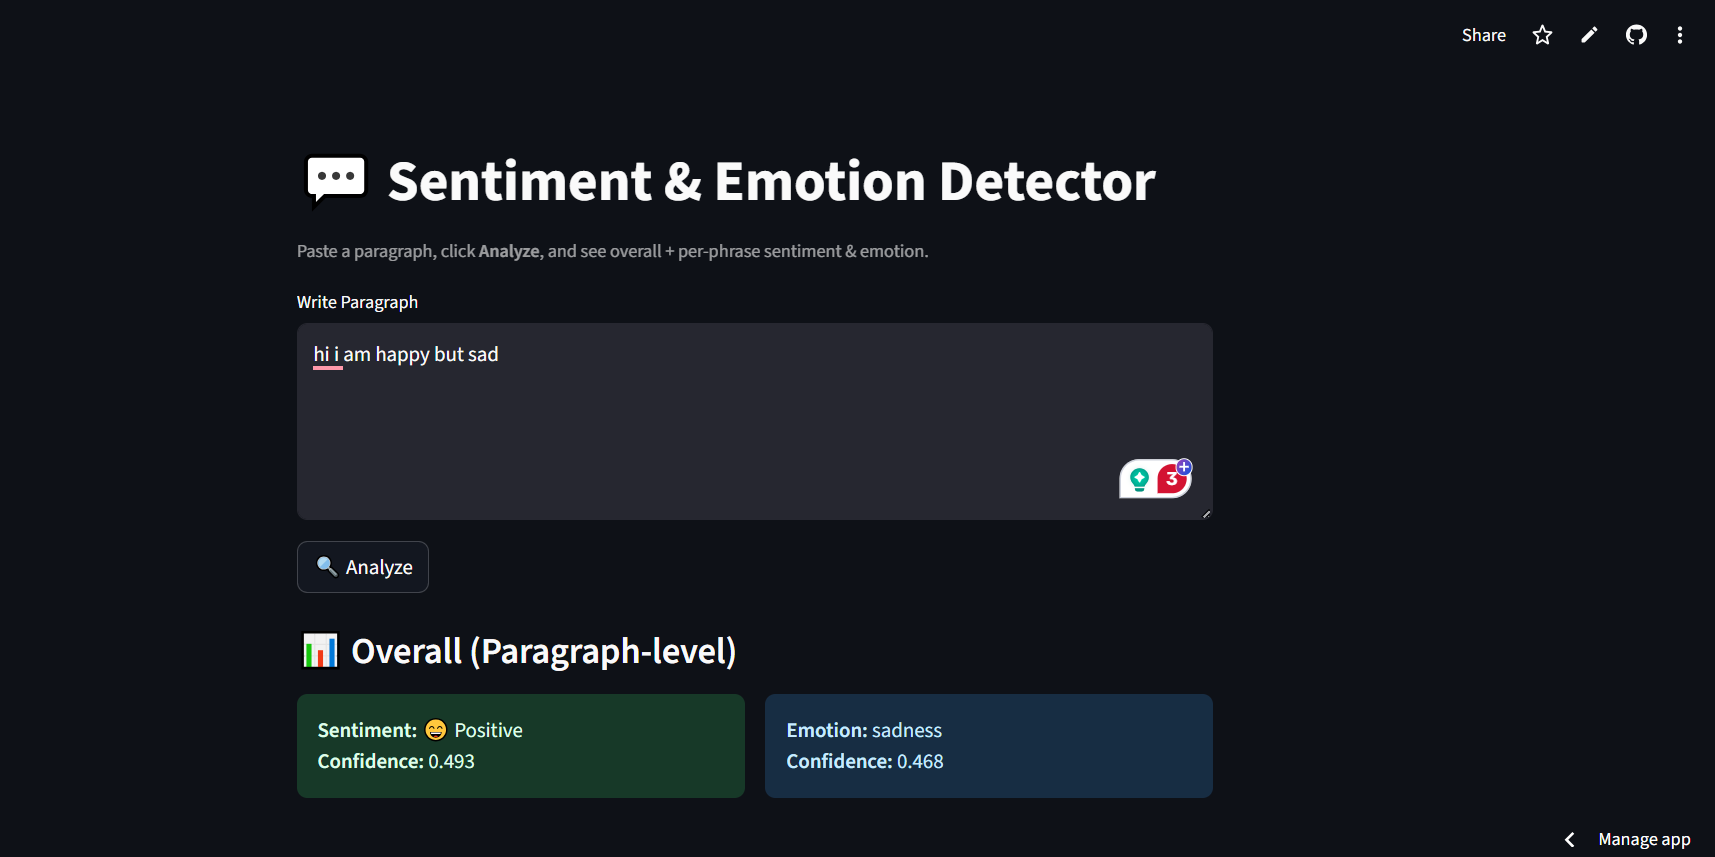 Share
Sentiment & Emotion Detector
Paste a paragraph, click Analyze, and see overall + per-phrase sentiment & emotion.
Write Paragraph
hi i am happy but sad
3
Analyze
Overall (Paragraph-level)
Sentiment: 😄 Positive
Confidence: 0.493
Emotion: sadness
Confidence: 0.468
Manage app